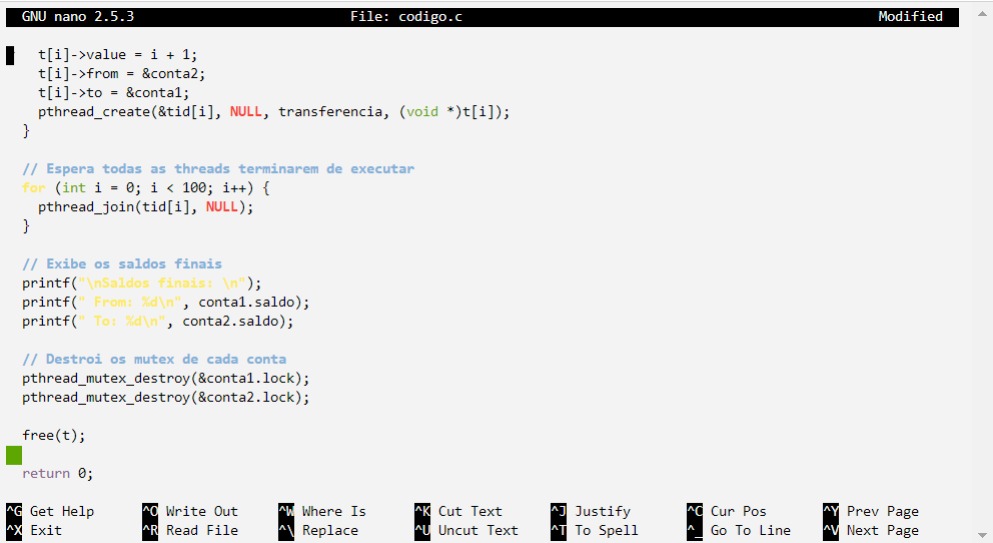 GNU nano 2.5.3 File: codigo.c Modified
t[i]->value = i + 1;
t[i]->from = &conta2;
t[i]->to = &conta1;
pthread_create(&tid[i], NULL, transferencia, (void *)t[i]);
}
// Espera todas as threads terminarem de executar
for (int i = 0; i < 100; i++) {
pthread_join(tid[i], NULL);
}
// Exibe os saldos finais
printf("\nSaldos finais: \n");
printf(" From: %d\n", conta1.saldo);
printf(" To: %d\n", conta2.saldo);
// Destroi os mutex de cada conta
pthread_mutex_destroy(&conta1.lock);
pthread_mutex_destroy(&conta2.lock);
free(t);
return 0;
^G Get Help ^O Write Out ^W Where Is ^K Cut Text ^J Justify ^C Cur Pos ^Y Prev Page
^X Exit ^R Read File ^\ Replace ^U Uncut Text ^T To Spell ^_ Go To Line ^V Next Page